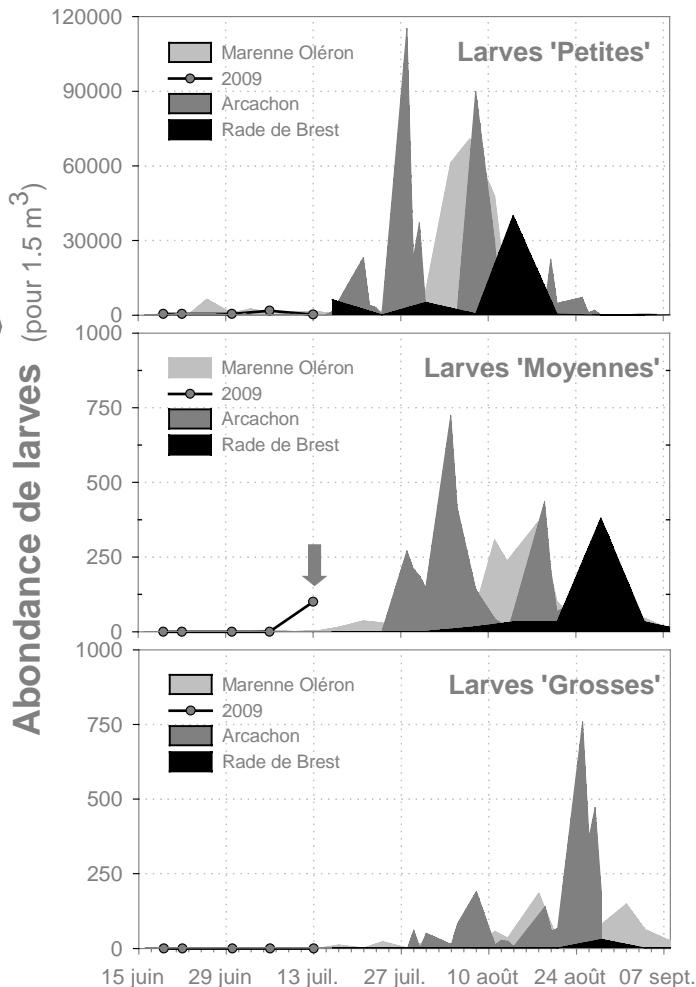 Abondance de larves (pour 1.5 m³)
120000
90000
60000
30000
0
Larves 'Petites'
Marenne Oléron
2009
Arcachon
Rade de Brest
1000
750
500
250
0
Larves 'Moyennes'
Marenne Oléron
2009
Arcachon
Rade de Brest
1000
750
500
250
0
Larves 'Grosses'
Marenne Oléron
2009
Arcachon
Rade de Brest
15 juin 29 juin 13 juil. 27 juil. 10 août 24 août 07 sept.